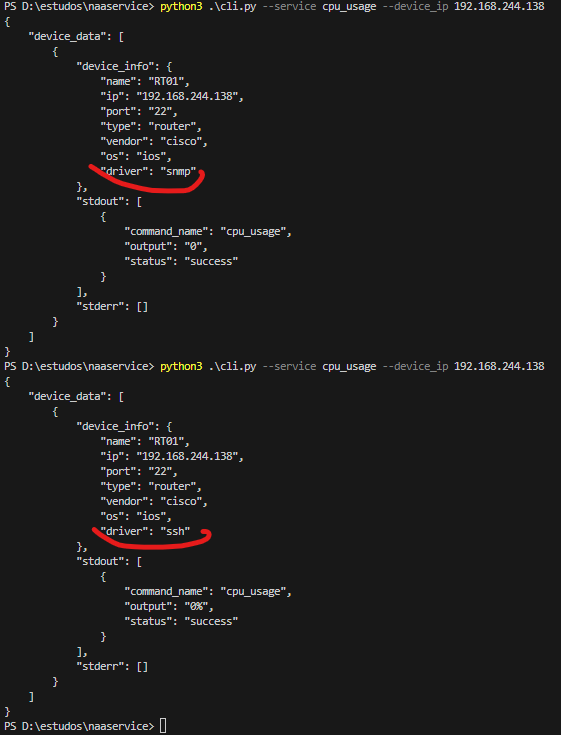 PS D:\estudos\naaservice> python3 .\cli.py --service cpu_usage --device_ip 192.168.244.138
{
    "device_data": [
        {
            "device_info": {
                "name": "RT01",
                "ip": "192.168.244.138",
                "port": "22",
                "type": "router",
                "vendor": "cisco",
                "os": "ios",
                "driver": "snmp"
            },
            "stdout": [
                {
                    "command_name": "cpu_usage",
                    "output": "0",
                    "status": "success"
                }
            ],
            "stderr": []
        }
    ]
}
PS D:\estudos\naaservice> python3 .\cli.py --service cpu_usage --device_ip 192.168.244.138
{
    "device_data": [
        {
            "device_info": {
                "name": "RT01",
                "ip": "192.168.244.138",
                "port": "22",
                "type": "router",
                "vendor": "cisco",
                "os": "ios",
                "driver": "ssh"
            },
            "stdout": [
                {
                    "command_name": "cpu_usage",
                    "output": "0%",
                    "status": "success"
                }
            ],
            "stderr": []
        }
    ]
}
PS D:\estudos\naaservice>